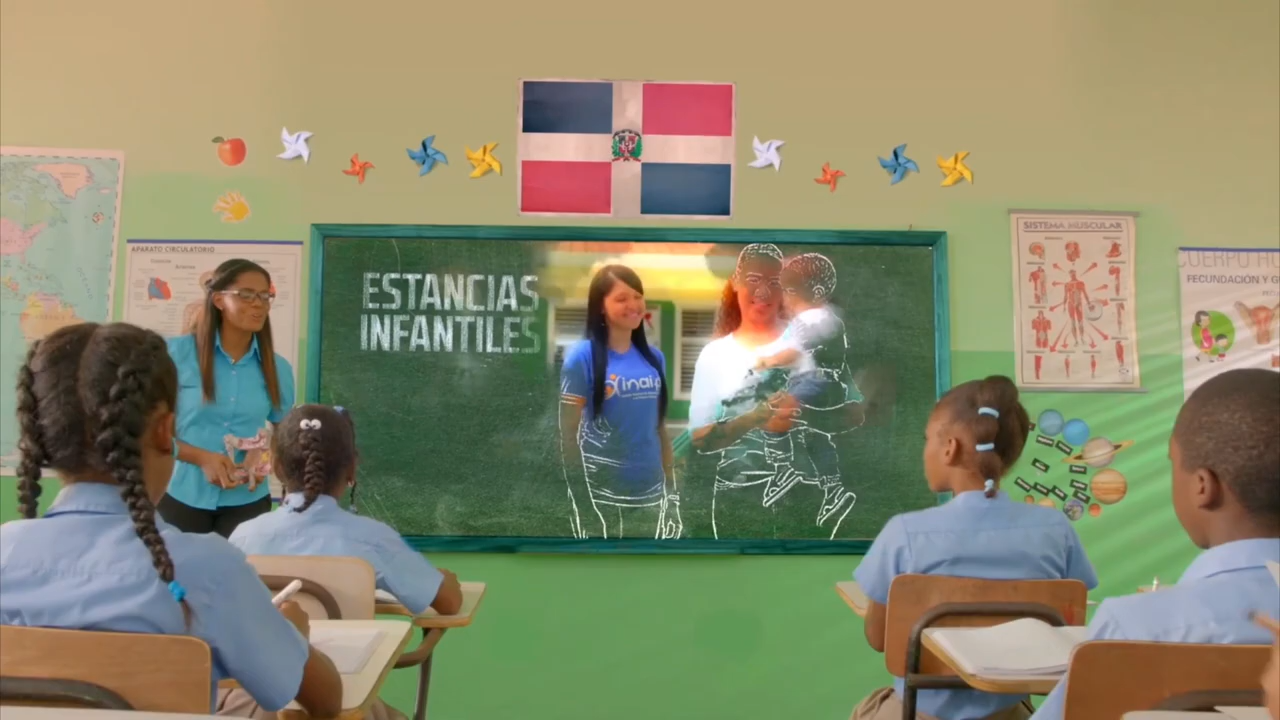 APARATO CIRCULATORIO
ESTANCIAS
INFANTILES
inaipi
SISTEMA MUSCULAR
CUERPO HU
FECUNDACIÓN Y G